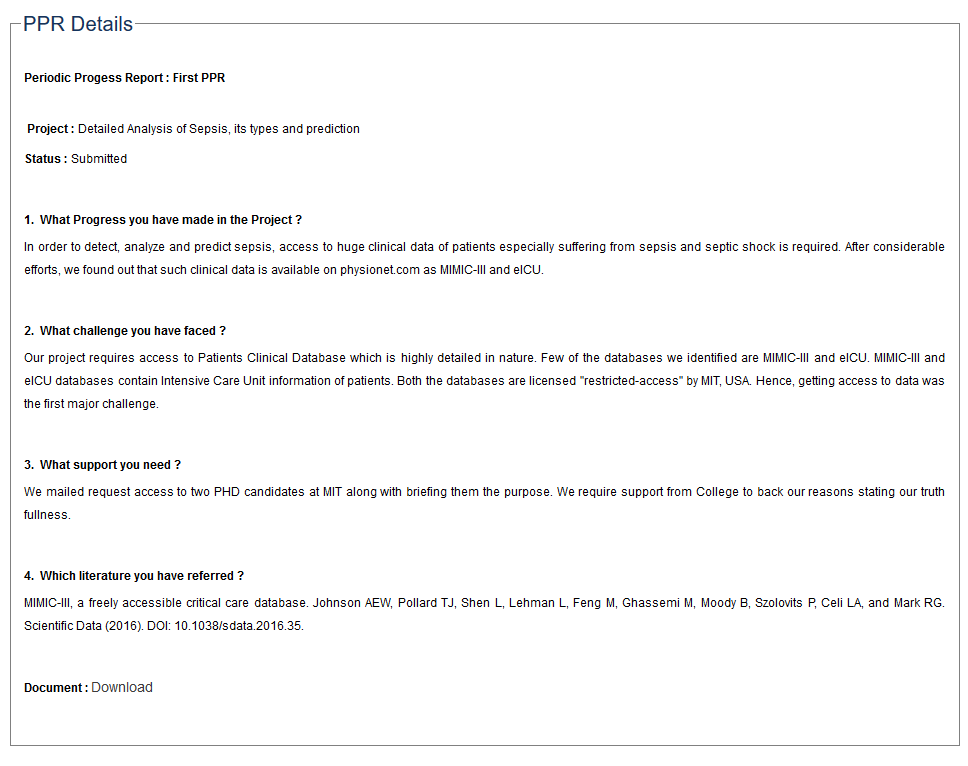 PPR Details
Periodic Progess Report : First PPR
Project : Detailed Analysis of Sepsis, its types and prediction
Status : Submitted
1. What Progress you have made in the Project ?
In order to detect, analyze and predict sepsis, access to huge clinical data of patients especially suffering from sepsis and septic shock is required. After considerable
efforts, we found out that such clinical data is available on physionet.com as MIMIC-III and eICU.
2. What challenge you have faced ?
Our project requires access to Patients Clinical Database which is highly detailed in nature. Few of the databases we identified are MIMIC-III and eICU. MIMIC-III and
eICU databases contain Intensive Care Unit information of patients. Both the databases are licensed "restricted-access" by MIT, USA. Hence, getting access to data was
the first major challenge.
3. What support you need ?
We mailed request access to two PHD candidates at MIT along with briefing them the purpose. We require support from College to back our reasons stating our truth
fullness.
4. Which literature you have referred ?
MIMIC-III, a freely accessible critical care database. Johnson AEW, Pollard TJ, Shen L, Lehman L, Feng M, Ghassemi M, Moody B, Szolovits P, Celi LA, and Mark RG.
Scientific Data (2016). DOI: 10.1038/sdata.2016.35.
Document : Download